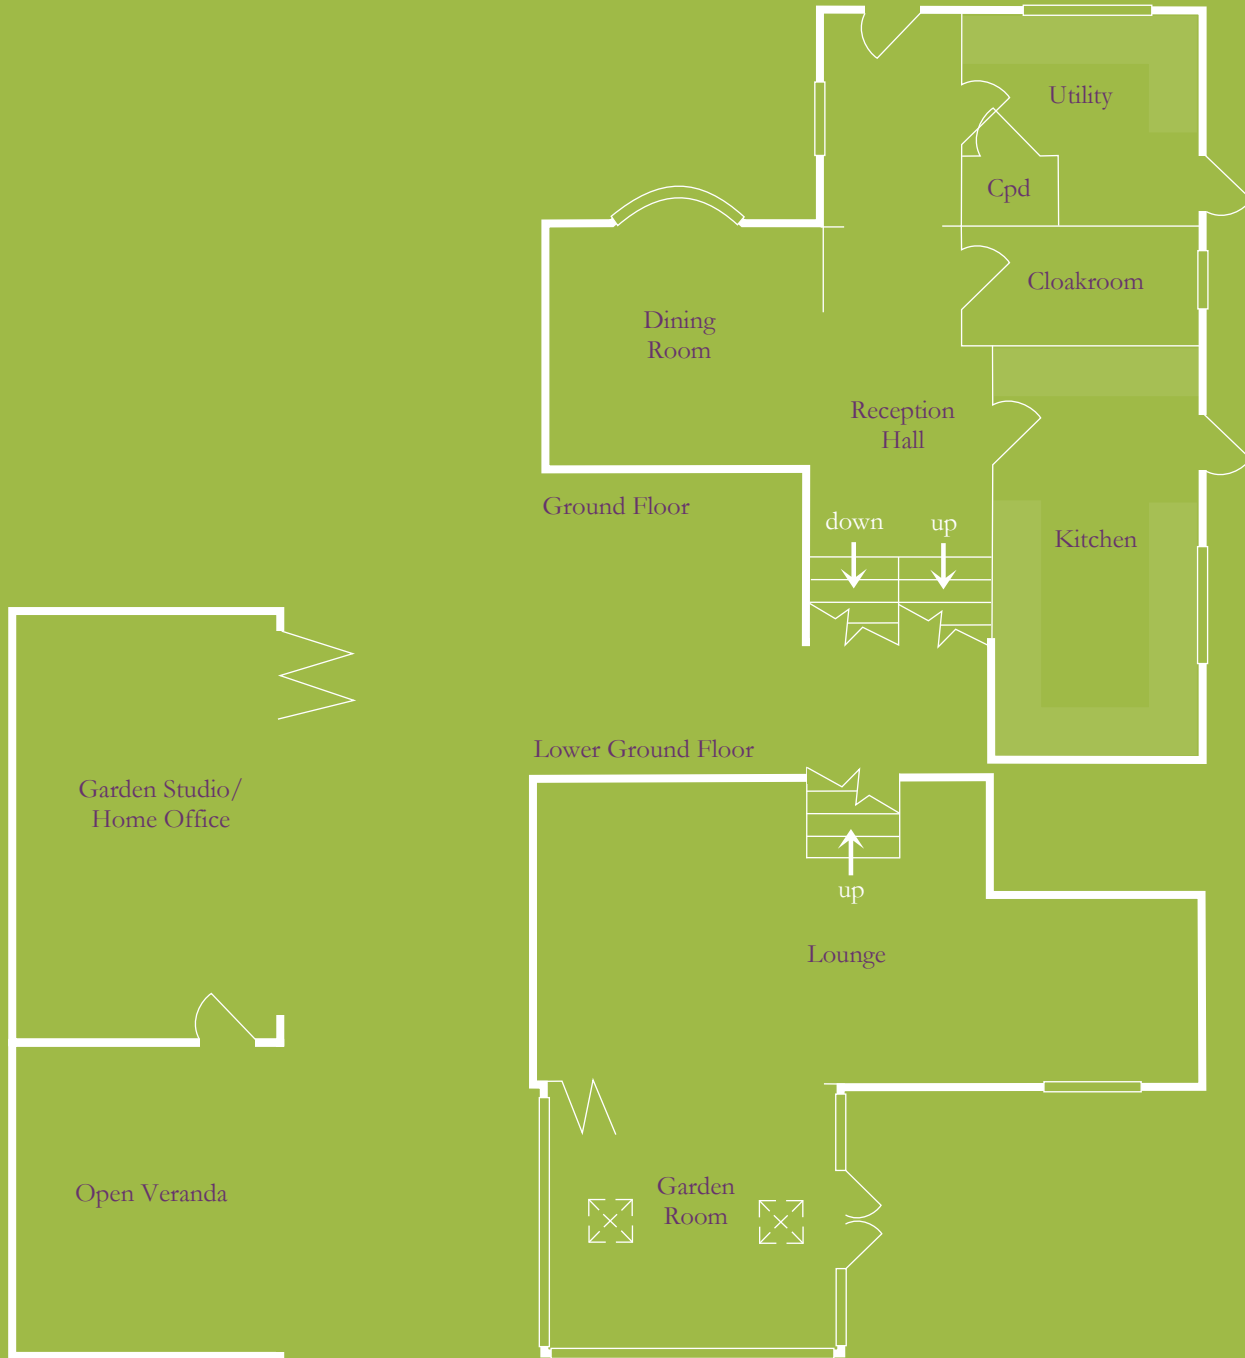 Utility
Cpd
Cloakroom
Dining
Room
Reception
Hall
Ground Floor
down
up
Kitchen
Lower Ground Floor
Garden Studio/
Home Office
up
Lounge
Open Veranda
Garden
Room